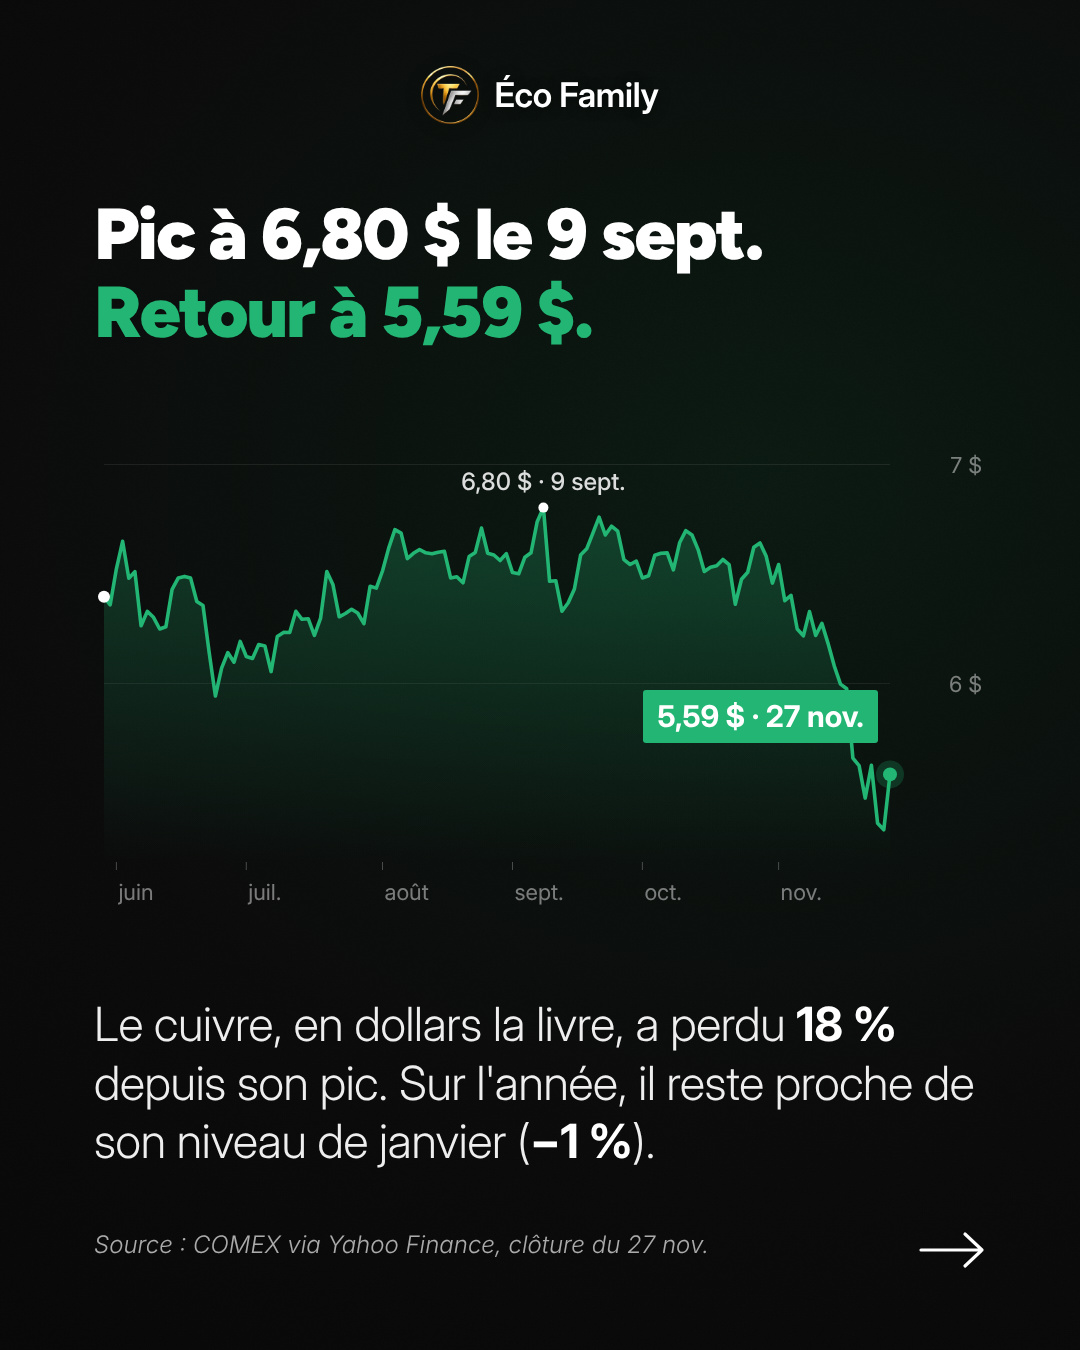 TF Éco Family
Pic à 6,80 $ le 9 sept.
Retour à 5,59 $.
7 $
6,80 $ · 9 sept.
6 $
5,59 $ · 27 nov.
juin juil. août sept. oct. nov.
Le cuivre, en dollars la livre, a perdu 18 %
depuis son pic. Sur l'année, il reste proche de
son niveau de janvier (−1 %).
Source : COMEX via Yahoo Finance, clôture du 27 nov.